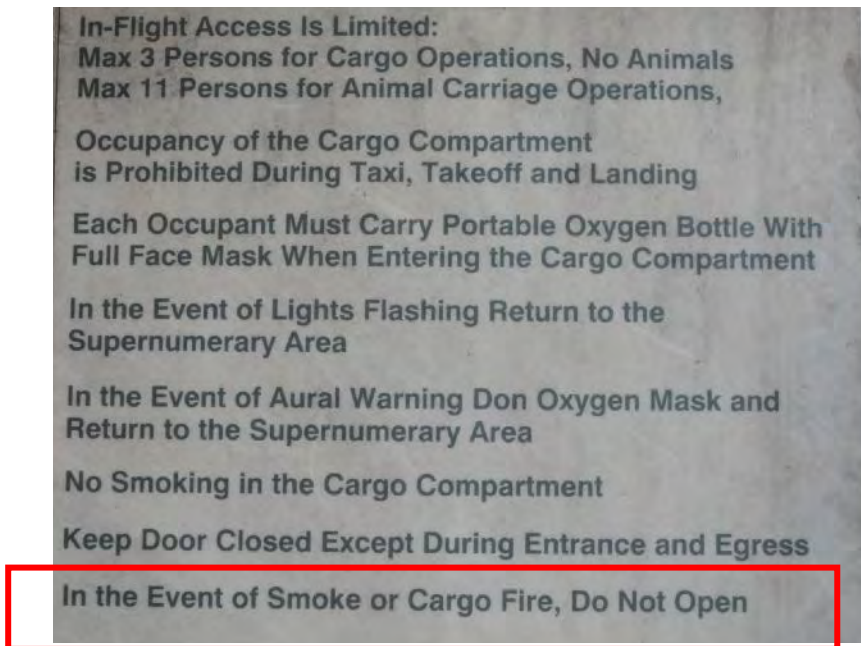 In-Flight Access Is Limited:
Max 3 Persons for Cargo Operations, No Animals
Max 11 Persons for Animal Carriage Operations,
Occupancy of the Cargo Compartment
is Prohibited During Taxi, Takeoff and Landing
Each Occupant Must Carry Portable Oxygen Bottle With
Full Face Mask When Entering the Cargo Compartment
In the Event of Lights Flashing Return to the
Supernumerary Area
In the Event of Aural Warning Don Oxygen Mask and
Return to the Supernumerary Area
No Smoking in the Cargo Compartment
Keep Door Closed Except During Entrance and Egress
In the Event of Smoke or Cargo Fire, Do Not Open